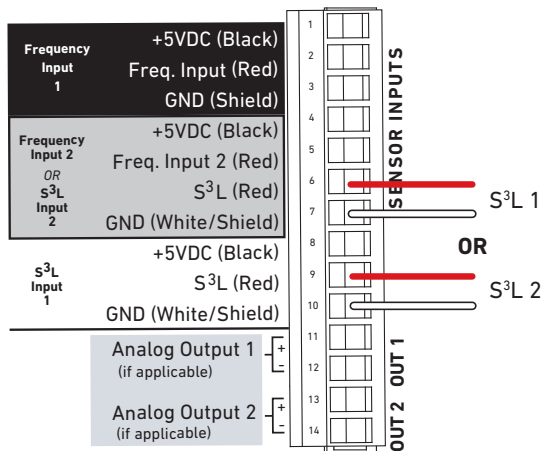 Frequency
Input
1
+5VDC (Black)
Freq. Input (Red)
GND (Shield)
Frequency
Input 2
OR
S³L
Input
2
+5VDC (Black)
Freq. Input 2 (Red)
S³L (Red)
GND (White/Shield)
S³L
Input
1
+5VDC (Black)
S³L (Red)
GND (White/Shield)
Analog Output 1
(if applicable)
+
-
Analog Output 2
(if applicable)
+
-
1
2
3
4
5
6
7
8
9
10
11
12
13
14
SENSOR INPUTS
OUT 1
OUT 2
S³L 1
OR
S³L 2